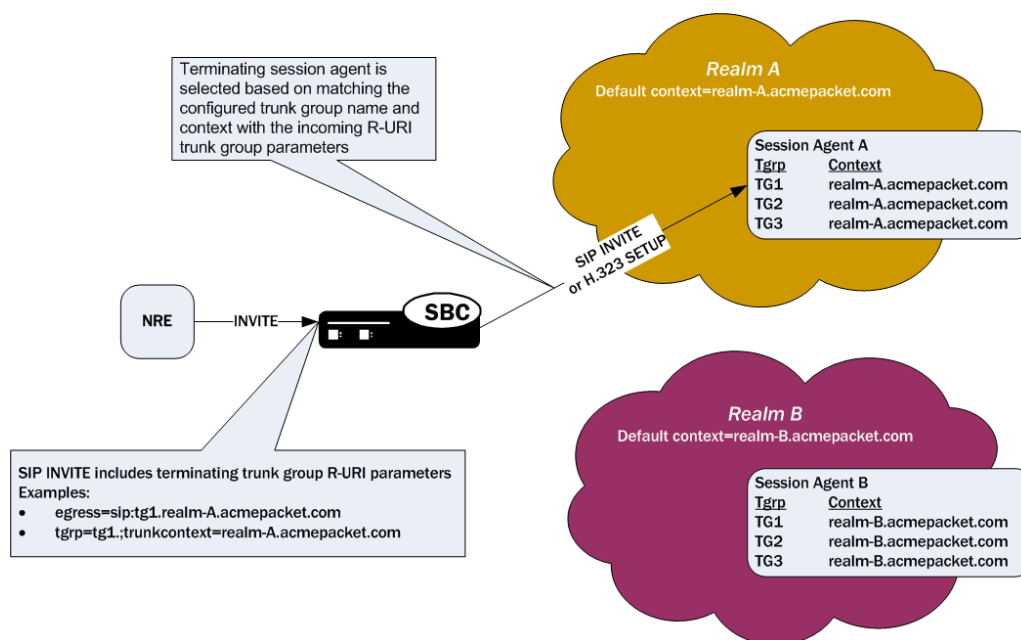 Terminating session agent is
selected based on matching the
configured trunk group name and
context with the incoming R-URI
trunk group parameters
Realm A
Default context=realm-A.acmepacket.com
Session Agent A
Tgrp Context
TG1 realm-A.acmepacket.com
TG2 realm-A.acmepacket.com
TG3 realm-A.acmepacket.com
SIP INVITE
or H.323 SETUP
NRE
INVITE
SBC
Realm B
Default context=realm-B.acmepacket.com
Session Agent B
Tgrp Context
TG1 realm-B.acmepacket.com
TG2 realm-B.acmepacket.com
TG3 realm-B.acmepacket.com
SIP INVITE includes terminating trunk group R-URI parameters
Examples:
• egress=sip:tg1.realm-A.acmepacket.com
• tgrp=tg1.;trunkcontext=realm-A.acmepacket.com